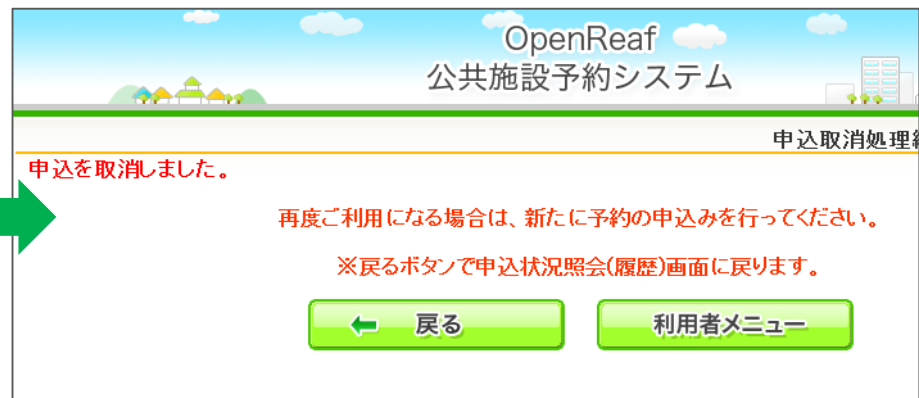 OpenReaf
公共施設予約システム
申込取消処理
申込を取消しました。
再度ご利用になる場合は、新たに予約の申込みを行ってください。
※戻るボタンで申込状況照会(履歴)画面に戻ります。
戻る
利用者メニュー